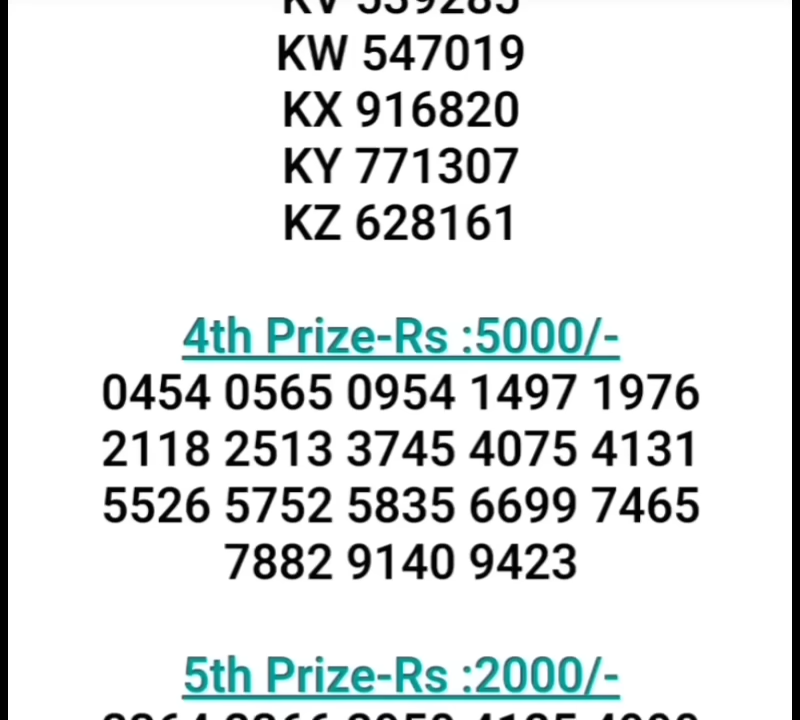 KW 547019
KX 916820
KY 771307
KZ 628161
4th Prize-Rs :5000/-
0454 0565 0954 1497 1976
2118 2513 3745 4075 4131
5526 5752 5835 6699 7465
7882 9140 9423
5th Prize-Rs :2000/-